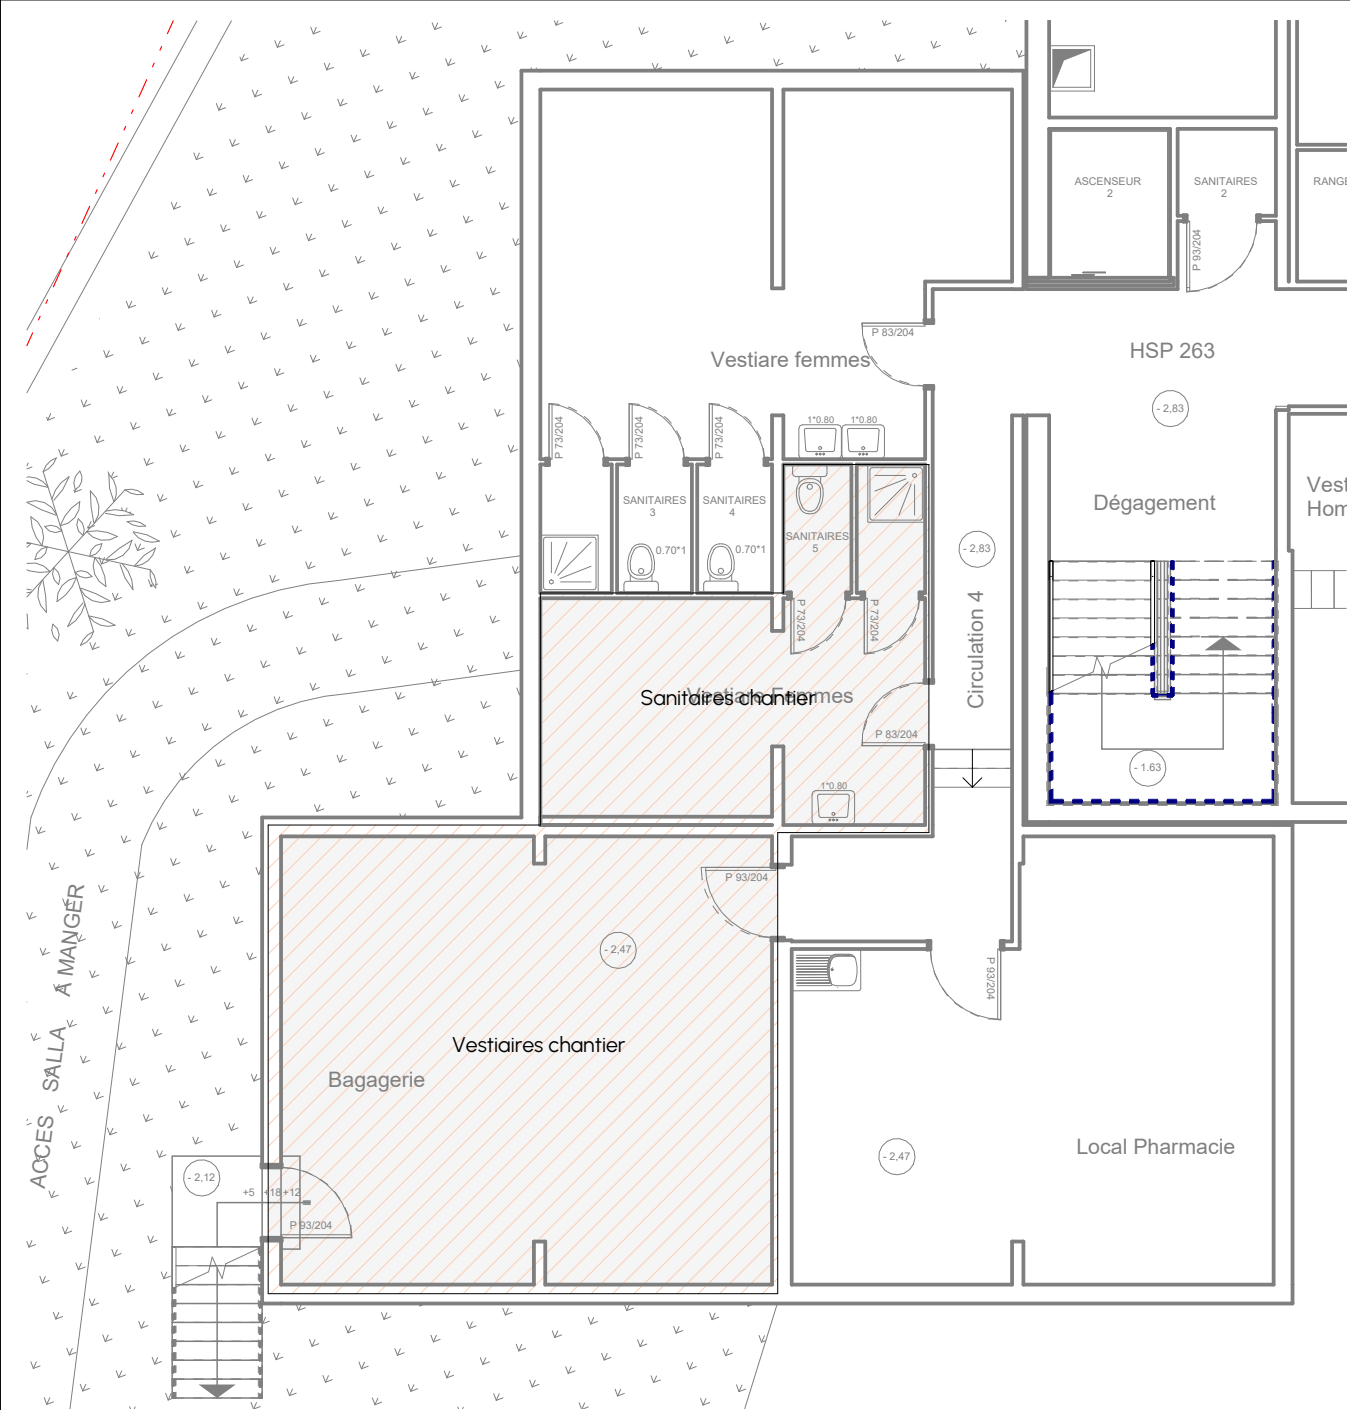 ASCENSEUR
2
SANITAIRES
2
RANGE
P 93/204
P 83/204
Vestiare femmes
HSP 263
- 2,83
1*0.80
1*0.80
P 73/204
P 73/204
P 73/204
SANITAIRES
3
SANITAIRES
4
0.70*1
0.70*1
SANITAIRES
5
Dégagement
Vest
Hom
- 2,83
Circulation 4
P 73/204
P 73/204
Sanitaires chantier
Vestiare Femmes
P 83/204
- 1.63
1*0.80
P 93/204
- 2,47
P 93/204
Vestiaires chantier
Bagagerie
ACCES SALLA A MANGER
Local Pharmacie
- 2,47
- 2,12
+5 +18 +12
P 93/204